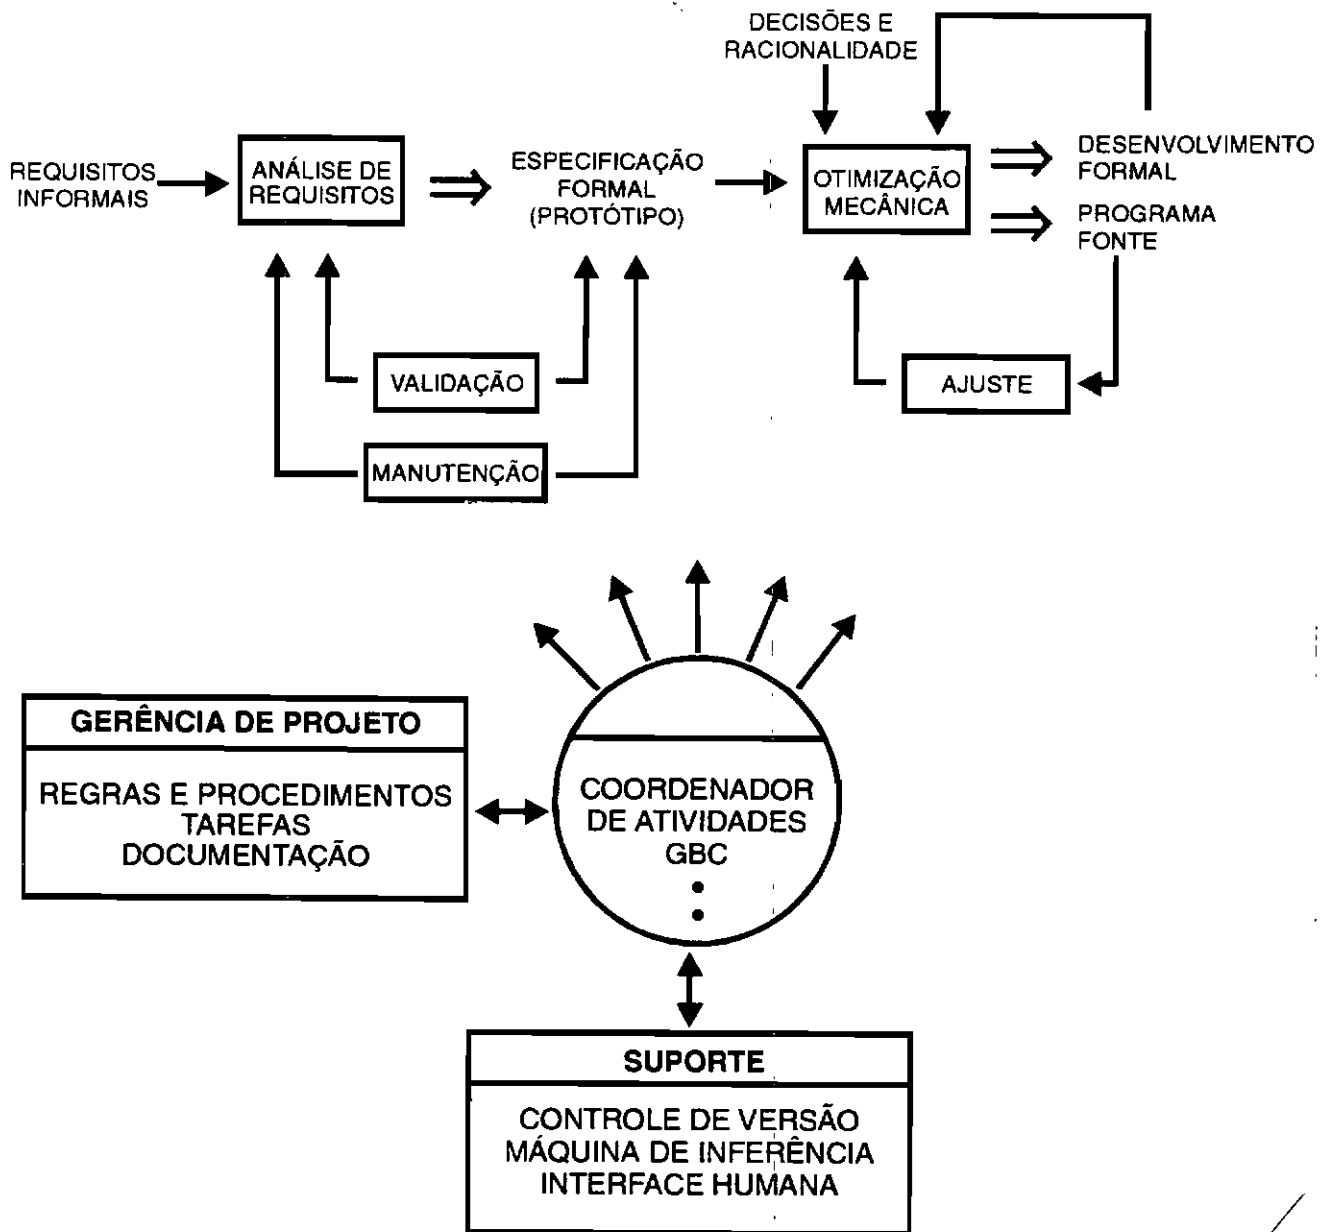 DECISÕES E
RACIONALIDADE
REQUISITOS
INFORMAIS
ANÁLISE DE
REQUISITOS
ESPECIFICAÇÃO
FORMAL
(PROTÓTIPO)
OTIMIZAÇÃO
MECÂNICA
DESENVOLVIMENTO
FORMAL
PROGRAMA
FONTE
VALIDAÇÃO
AJUSTE
MANUTENÇÃO
GERÊNCIA DE PROJETO
REGRAS E PROCEDIMENTOS
TAREFAS
DOCUMENTAÇÃO
COORDENADOR
DE ATIVIDADES
GBC
SUPORTE
CONTROLE DE VERSÃO
MÁQUINA DE INFERÊNCIA
INTERFACE HUMANA